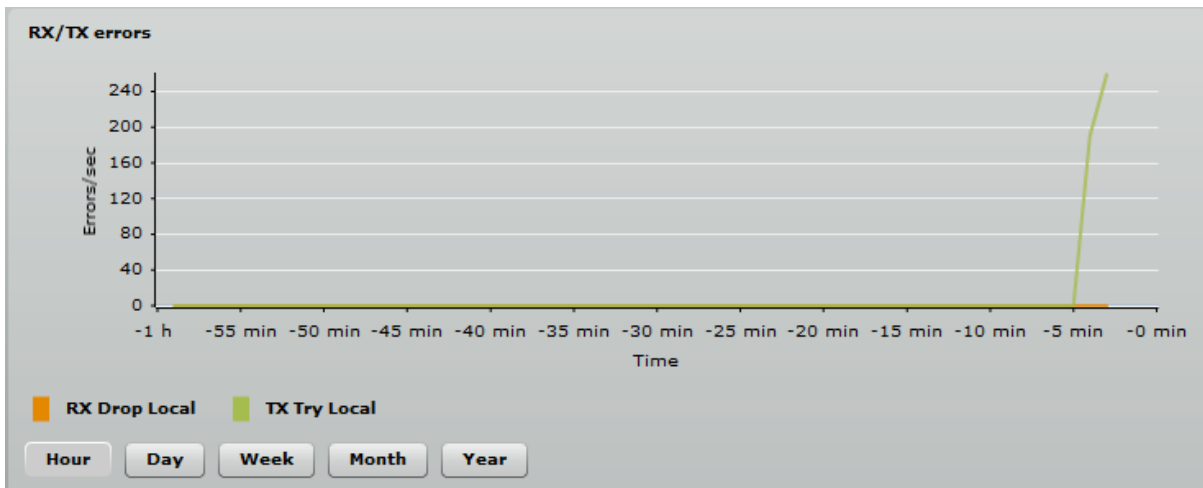 RX/TX errors
240
200
160
120
80
40
0
Errors/sec
-1 h -55 min -50 min -45 min -40 min -35 min -30 min -25 min -20 min -15 min -10 min -5 min -0 min
Time
RX Drop Local TX Try Local
Hour Day Week Month Year